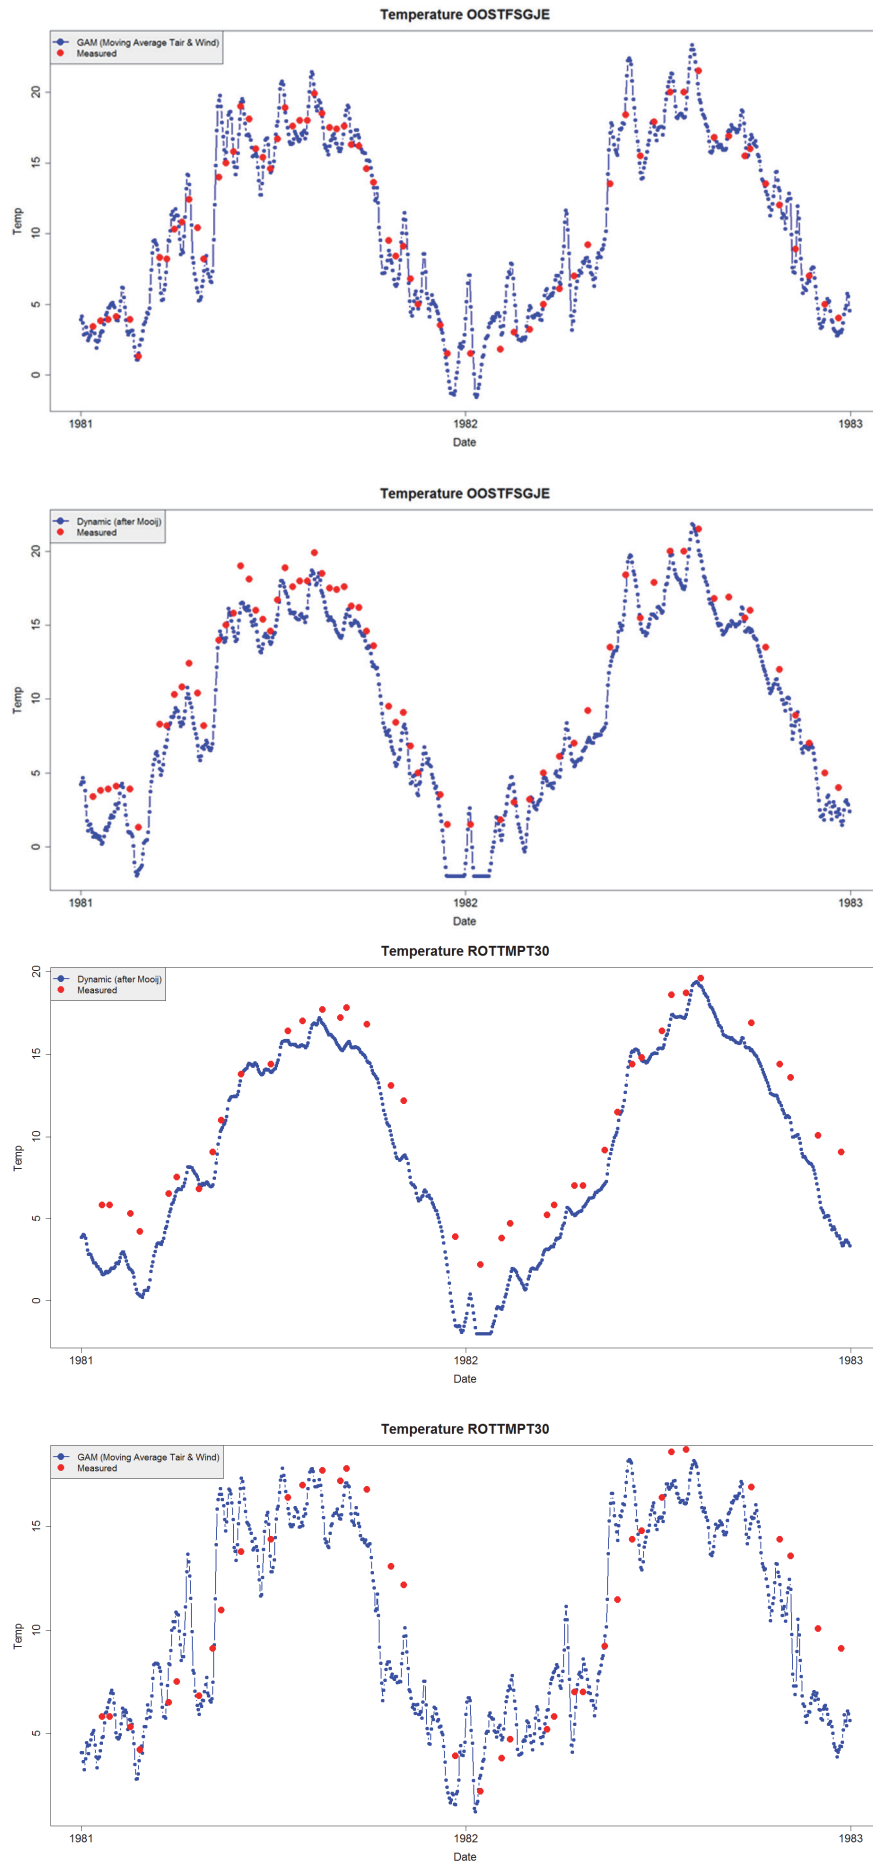 Temperature OOSTFSGJE
GAM (Moving Average Tair & Wind)
Measured
20
15
10
5
0
Temp
1981
1982
1983
Date
Temperature OOSTFSGJE
Dynamic (after Mooij)
Measured
20
15
10
5
0
Temp
1981
1982
1983
Date
Temperature ROTTMPT30
Dynamic (after Mooij)
Measured
20
15
10
5
0
Temp
1981
1982
1983
Date
Temperature ROTTMPT30
GAM (Moving Average Tair & Wind)
Measured
15
10
5
Temp
1981
1982
1983
Date